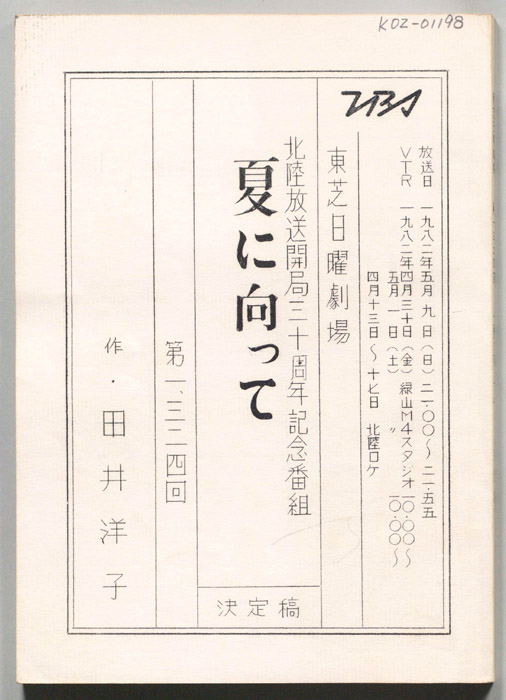 KOZ-01198
TBS
放送日 一九八二年五月 九 日(日)二一・〇〇〜二一・五五
VTR 一九八二年四月三十日(金)緑山M4スタジオ一〇・〇〇〜
五月 一 日(土) 〃 一〇・〇〇〜
四月十三日〜十七日 北陸ロケ
東芝日曜劇場
北陸放送開局三十周年記念番組
夏に向って
決定稿
第一、三二四回
作・田井洋子